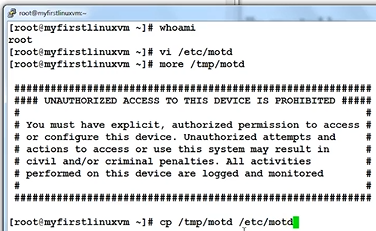 root@myfirstlinuxvm:~
[root@myfirstlinuxvm ~]# whoami
root
[root@myfirstlinuxvm ~]# vi /etc/motd
[root@myfirstlinuxvm ~]# more /tmp/motd
#####################################################
#### UNAUTHORIZED ACCESS TO THIS DEVICE IS PROHIBITED #####
# #
# You must have explicit, authorized permission to access #
# or configure this device. Unauthorized attempts and #
# actions to access or use this system may result in #
# civil and/or criminal penalties. All activities #
# performed on this device are logged and monitored #
# #
#####################################################
[root@myfirstlinuxvm ~]# cp /tmp/motd /etc/motd